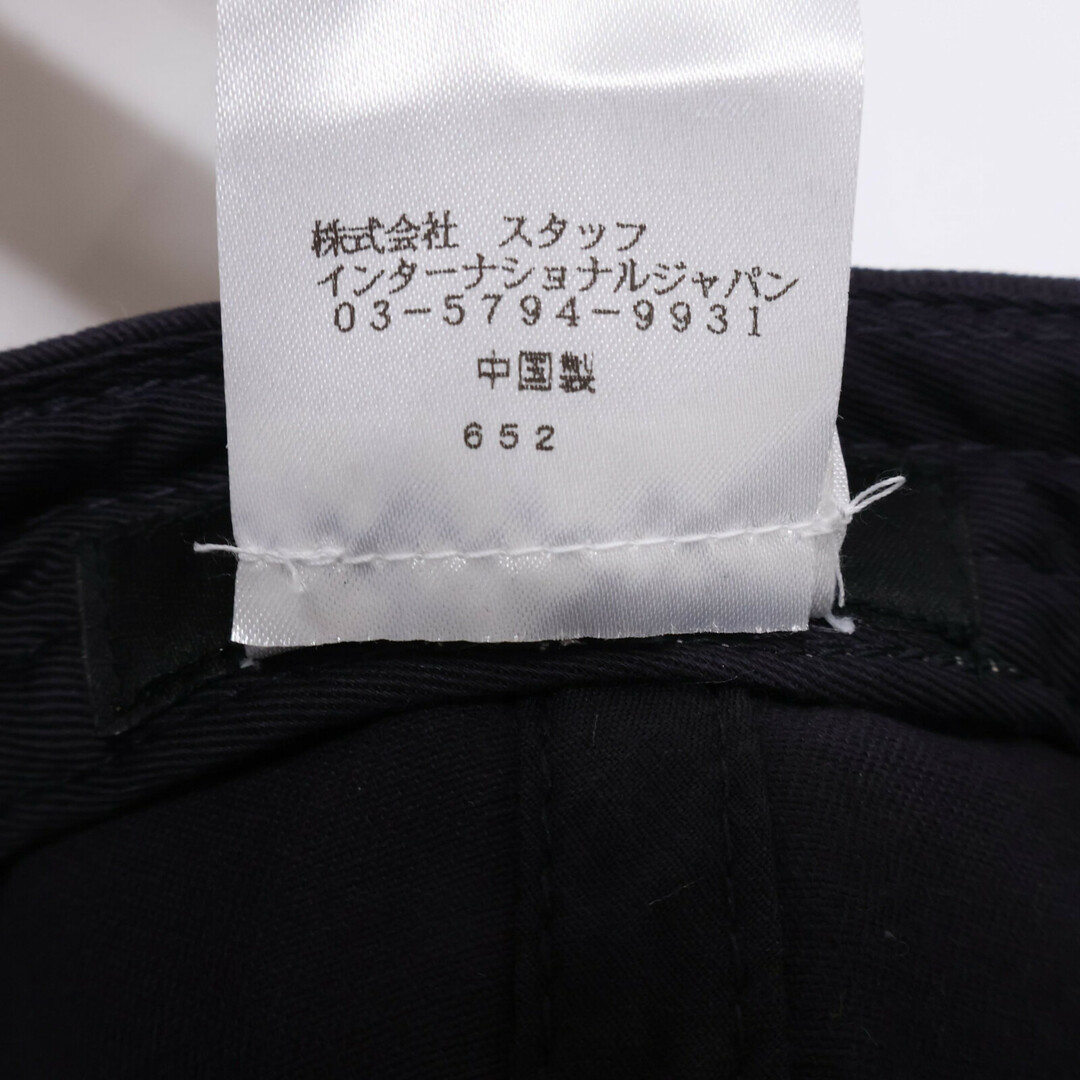 株式会社　スタッフ
インターナショナルジャパン
03-5794-9931
中国製
652